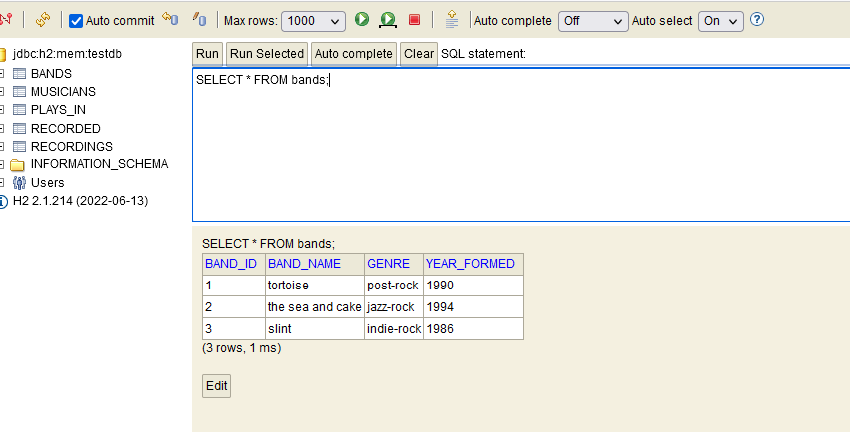 Auto commit Max rows: 1000 Auto complete Off Auto select On ?
jdbc:h2:mem:testdb
BANDS
MUSICIANS
PLAYS_IN
RECORDED
RECORDINGS
INFORMATION_SCHEMA
Users
H2 2.1.214 (2022-06-13)
Run Run Selected Auto complete Clear SQL statement:
SELECT * FROM bands;
SELECT * FROM bands;
BAND_ID BAND_NAME GENRE YEAR_FORMED
1 tortoise post-rock 1990
2 the sea and cake jazz-rock 1994
3 slint indie-rock 1986
(3 rows, 1 ms)
Edit